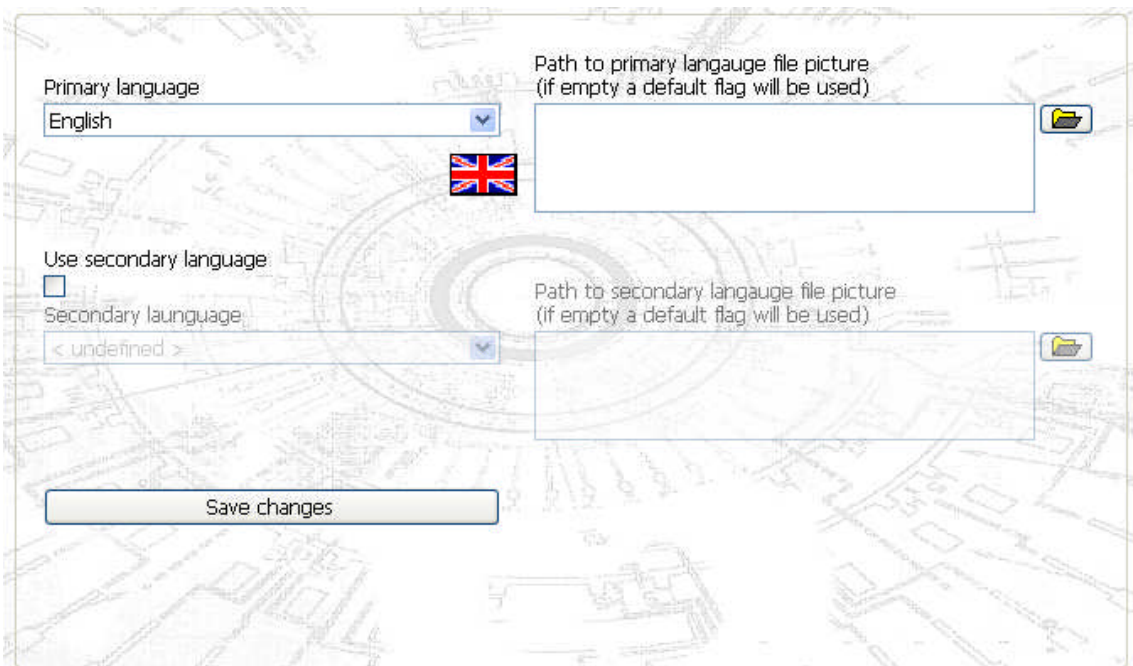 Primary language
English
Path to primary langauge file picture
(if empty a default flag will be used)
Use secondary language
Secondary launguage
< undefined >
Path to secondary langauge file picture
(if empty a default flag will be used)
Save changes